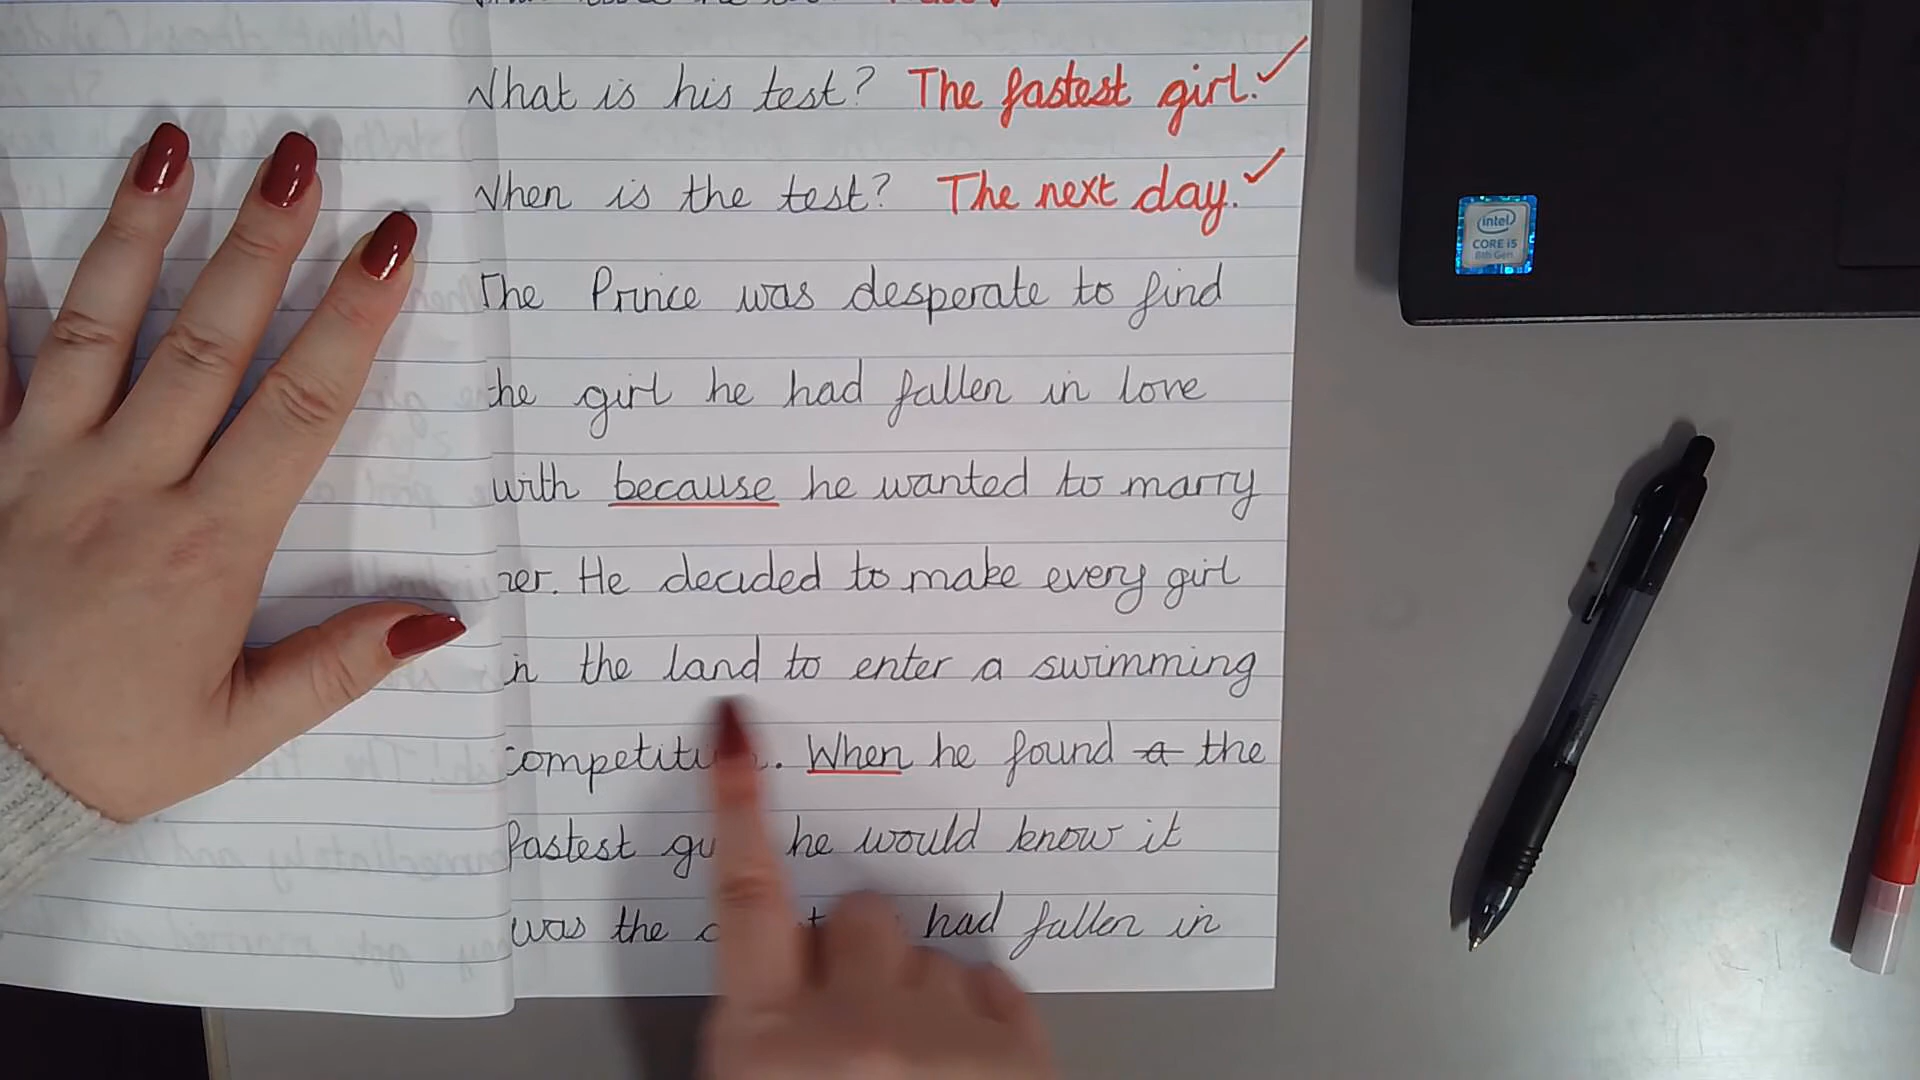 What is his test? The fastest girl.
When is the test? The next day.
The Prince was desperate to find
the girl he had fallen in love
with because he wanted to marry
her. He decided to make every girl
in the land to enter a swimming
competition. When he found a the
fastest girl he would know it
was the had fallen in
intel
CORE i5
8th Gen